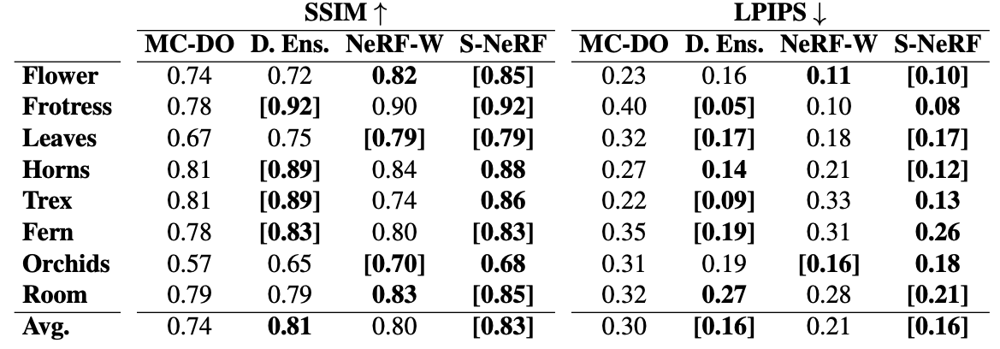 SSIM ↑ LPIPS ↓
MC-DO D. Ens. NeRF-W S-NeRF MC-DO D. Ens. NeRF-W S-NeRF
Flower 0.74 0.72 0.82 [0.85] 0.23 0.16 0.11 [0.10]
Frotress 0.78 [0.92] 0.90 [0.92] 0.40 [0.05] 0.10 0.08
Leaves 0.67 0.75 [0.79] [0.79] 0.32 [0.17] 0.18 [0.17]
Horns 0.81 [0.89] 0.84 0.88 0.27 0.14 0.21 [0.12]
Trex 0.81 [0.89] 0.74 0.86 0.22 [0.09] 0.33 0.13
Fern 0.78 [0.83] 0.80 [0.83] 0.35 [0.19] 0.31 0.26
Orchids 0.57 0.65 [0.70] 0.68 0.31 0.19 [0.16] 0.18
Room 0.79 0.79 0.83 [0.85] 0.32 0.27 0.28 [0.21]
Avg. 0.74 0.81 0.80 [0.83] 0.30 [0.16] 0.21 [0.16]